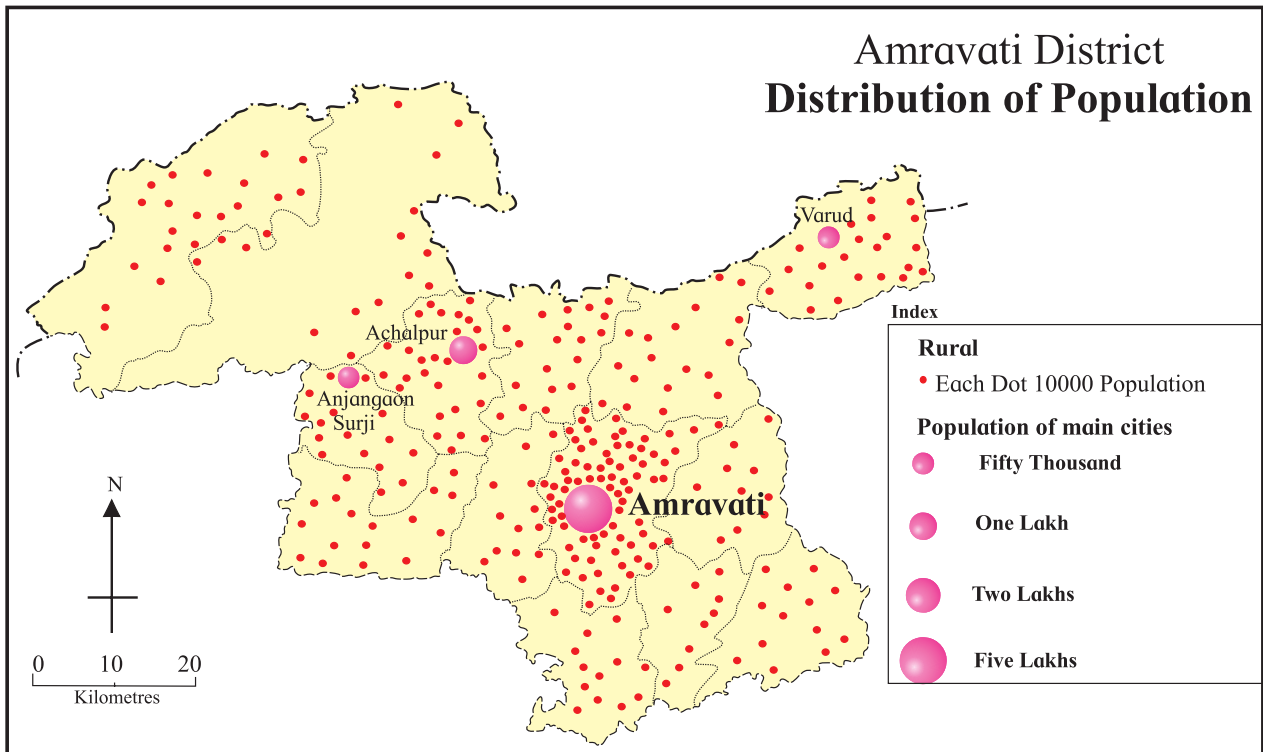 Amravati District
Distribution of Population
Varud
Achalpur
Anjangaon
Surji
Amravati
N
0 10 20
Kilometres
Index
Rural
Each Dot 10000 Population
Population of main cities
Fifty Thousand
One Lakh
Two Lakhs
Five Lakhs